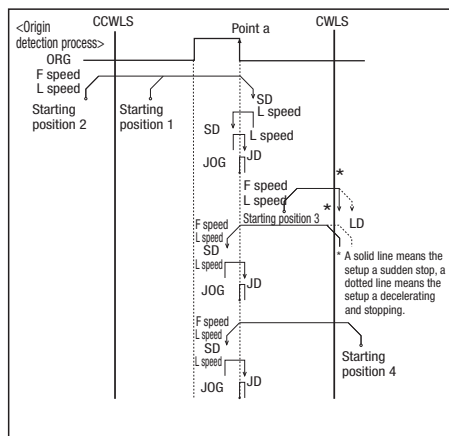 <Origin
detection process>
CCWLS
Point a
CWLS
ORG
F speed
L speed
SD
L speed
Starting
position 2
Starting
position 1
SD
L speed
JOG
JD
F speed
L speed
*
*
LD
Starting position 3
F speed
L speed
SD
L speed
* A solid line means the
setup a sudden stop, a
dotted line means the
setup a decelerating
and stopping.
JOG
JD
F speed
L speed
SD
L speed
Starting
position 4
JOG
JD